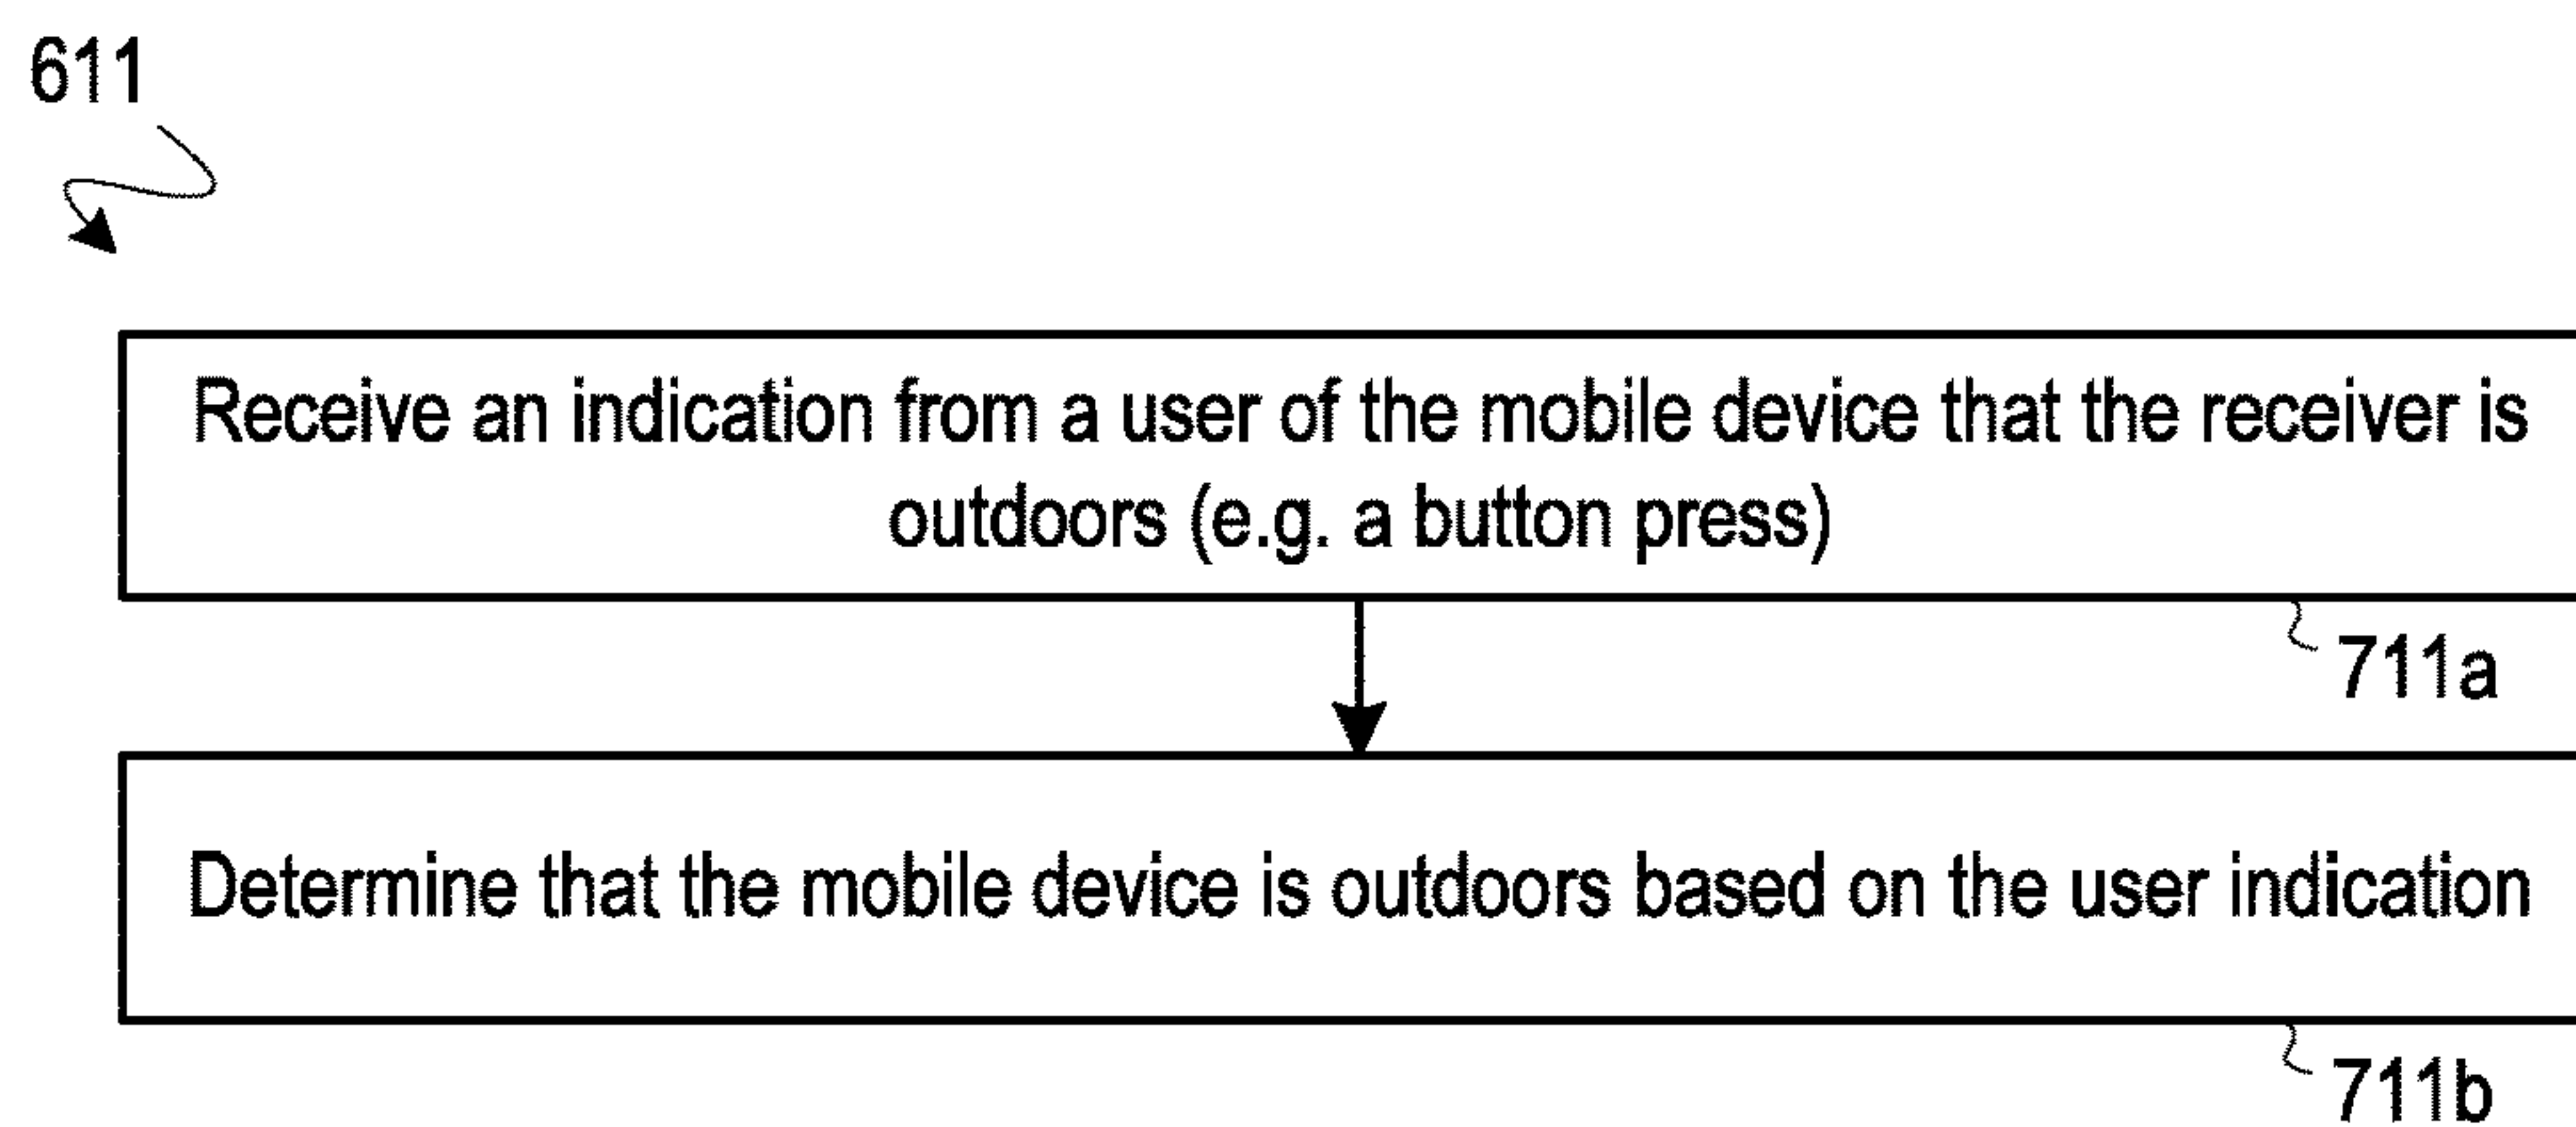 611
Receive an indication from a user of the mobile device that the receiver is
outdoors (e.g. a button press)
711a
Determine that the mobile device is outdoors based on the user indication
711b